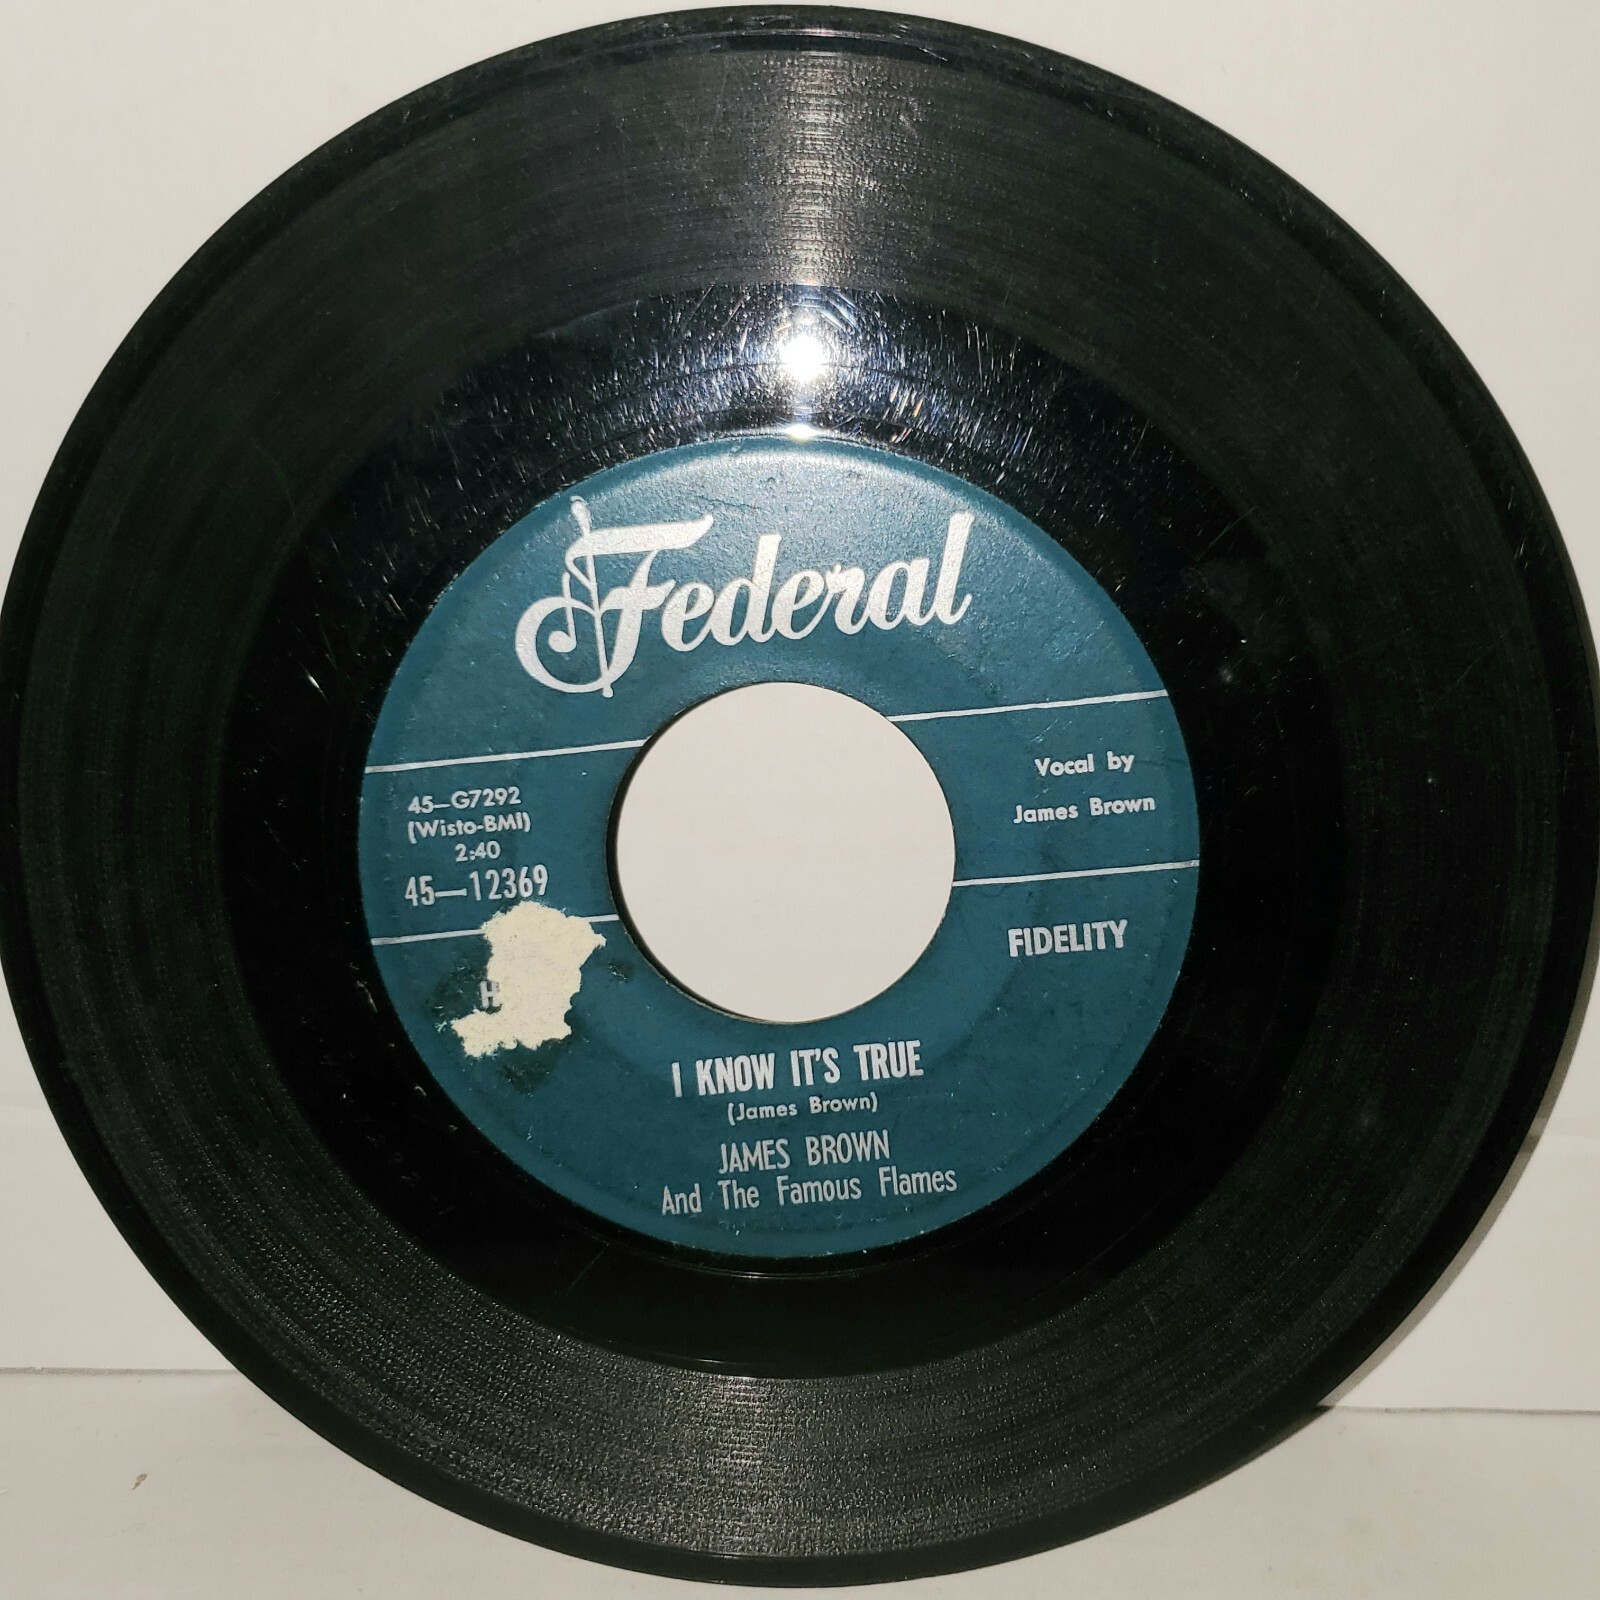 Federal
45—G7292
(Wisto-BMI)
2:40
45—12369
Vocal by
James Brown
FIDELITY
I KNOW IT'S TRUE
(James Brown)
JAMES BROWN
And The Famous Flames